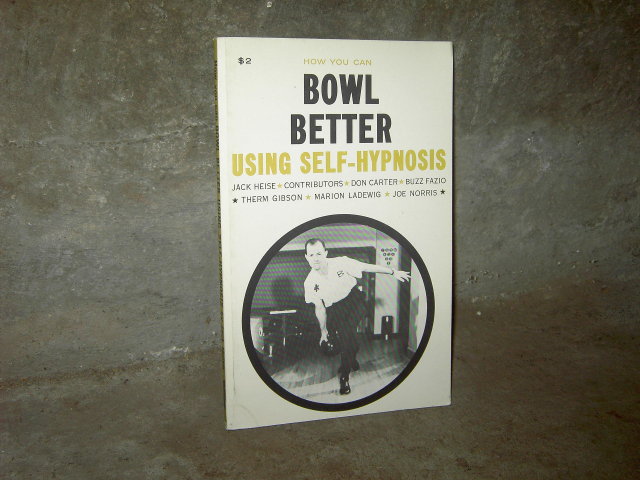 $2 HOW YOU CAN
BOWL
BETTER
USING SELF-HYPNOSIS
JACK HEISE ★ CONTRIBUTORS ★ DON CARTER ★ BUZZ FAZIO
★ THERM GIBSON ★ MARION LADEWIG ★ JOE NORRIS ★